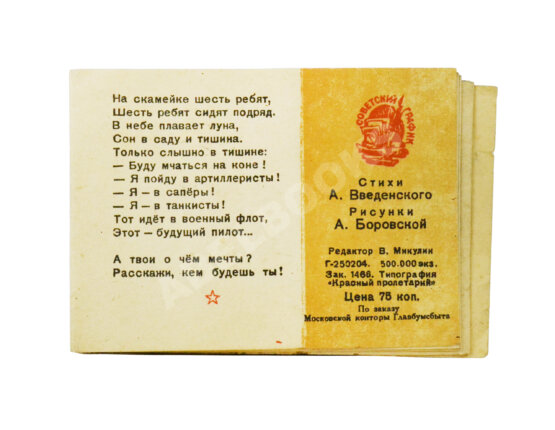 На скамейке шесть ребят,
Шесть ребят сидят подряд.
В небе плавает луна,
Сон в саду и тишина.
Только слышно в тишине:
— Буду мчаться на коне!
— Я пойду в артиллеристы!
— Я — в сапёры!
— Я — в танкисты!
Тот идёт в военный флот,
Этот — будущий пилот...
А твои о чём мечты?
Расскажи, кем будешь ты!
СОВЕТСКИЙ ГРАФИК
Стихи
А. Введенского
Рисунки
А. Боровской
Редактор В. Микулин
Г-250204. 500.000 экз.
Зак. 1466. Типография
«Красный пролетарий»
Цена 75 коп.
По заказу
Московской конторы Главбумсбыта